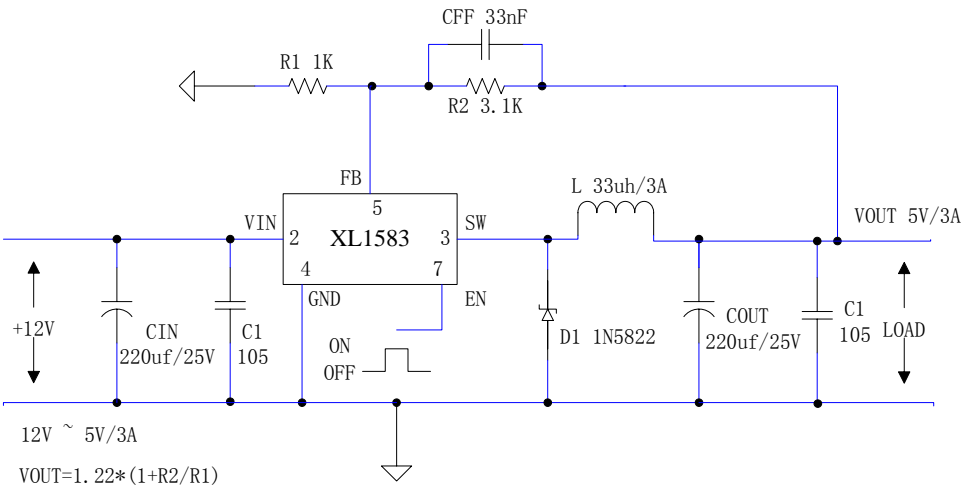 CFF 33nF
R1 1K
R2 3.1K
FB
5
L 33uh/3A
VIN
SW
VOUT 5V/3A
2
XL1583
3
4
7
GND
EN
+12V
CIN
220uf/25V
C1
105
ON
OFF
D1 1N5822
COUT
220uf/25V
C1
105
LOAD
12V ~ 5V/3A
VOUT=1.22*(1+R2/R1)